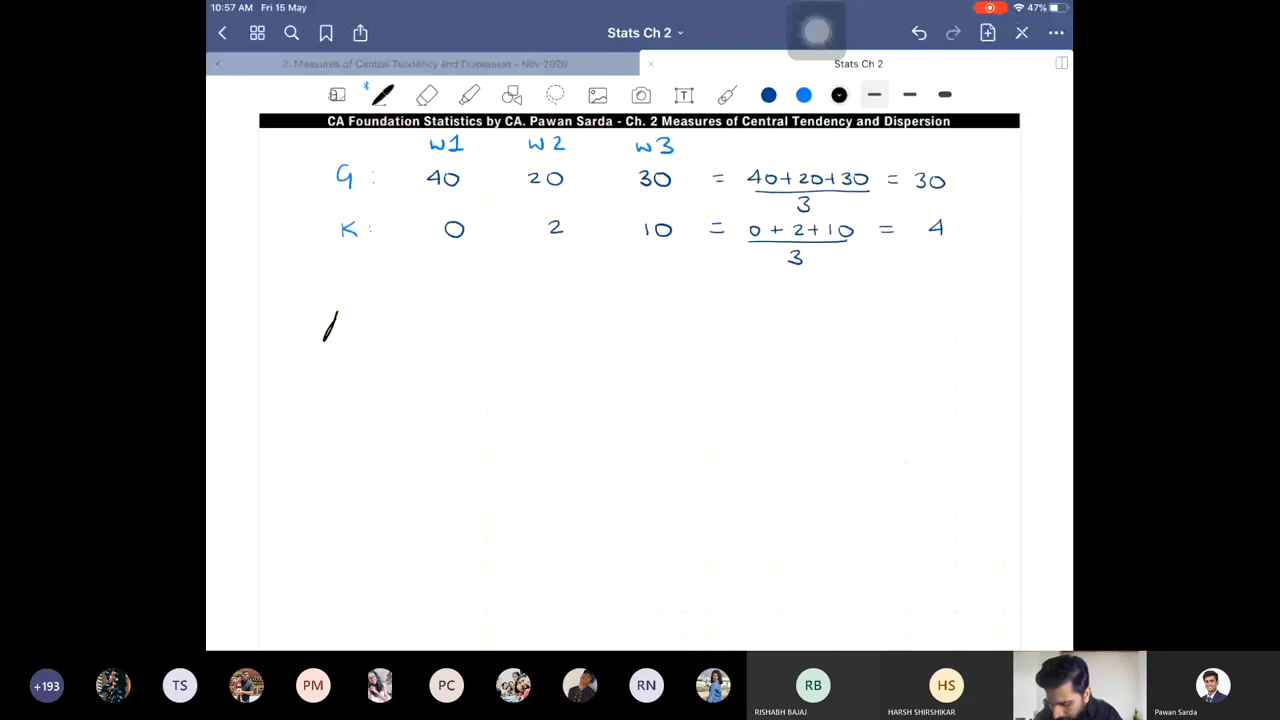 10:57 AM Fri 15 May 47%
Stats Ch 2
2. Measures of Central Tendency and Dispersion - Nov 2020 Stats Ch 2
CA Foundation Statistics by CA. Pawan Sarda - Ch. 2 Measures of Central Tendency and Dispersion
W1 W2 W3
G : 40 20 30 = 40+20+30 / 3 = 30
K : 0 2 10 = 0 + 2 + 10 / 3 = 4
+193 TS PM PC RN RB HS
RISHABH BAJAJ HARSH SHIRSHIKAR Pawan Sarda